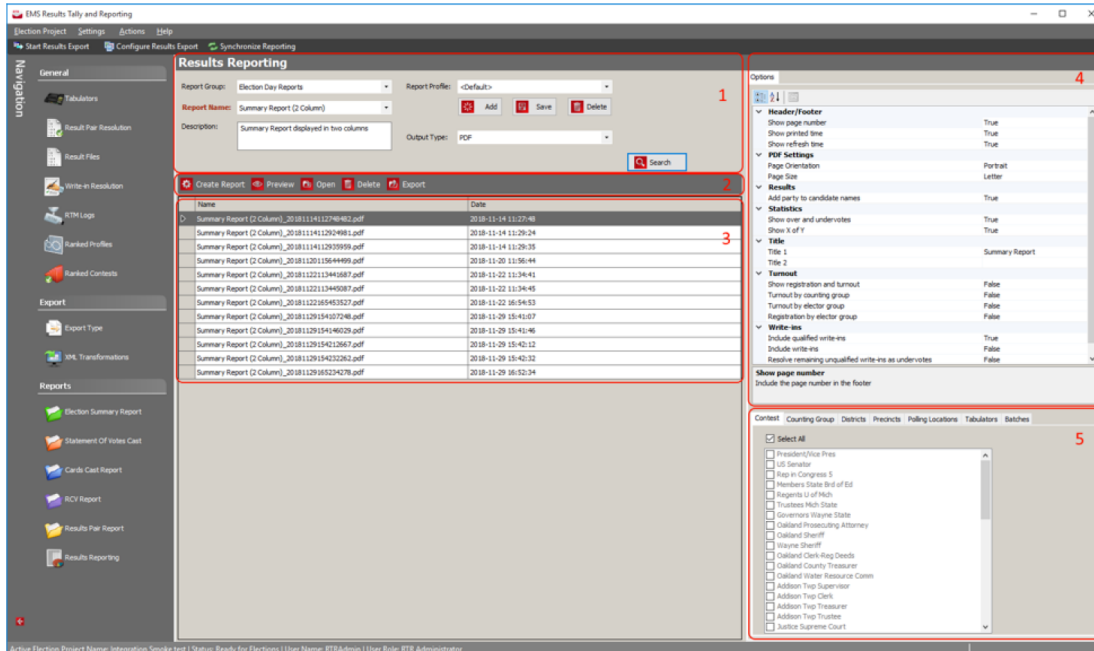 EMS Results Tally and Reporting
Election Project Settings Actions Help
Start Results Export Configure Results Export Synchronize Reporting
Navigation
General
Tabulators
Result Pair Resolution
Result Files
Write-in Resolution
RTM Logs
Ranked Profiles
Ranked Contests
Export
Export Type
XML Transformations
Reports
Election Summary Report
Statement Of Votes Cast
Cards Cast Report
RCV Report
Results Pair Report
Results Reporting
Results Reporting
Report Group: Election Day Reports Report Profile: <Default> 1
Report Name: Summary Report (2 Column) Add Save Delete
Description: Summary Report displayed in two columns
Output Type: PDF
Search
Create Report Preview Open Delete Export 2
Name Date
Summary Report (2 Column)_20181114112748482.pdf 2018-11-14 11:27:48
Summary Report (2 Column)_20181114112924981.pdf 2018-11-14 11:29:24
Summary Report (2 Column)_20181114112935959.pdf 2018-11-14 11:29:35
Summary Report (2 Column)_20181120115644499.pdf 2018-11-20 11:56:44
Summary Report (2 Column)_20181122113441687.pdf 2018-11-22 11:34:41
Summary Report (2 Column)_20181122113445087.pdf 2018-11-22 11:34:45
Summary Report (2 Column)_20181122165453527.pdf 2018-11-22 16:54:53
Summary Report (2 Column)_20181129154107248.pdf 2018-11-29 15:41:07
Summary Report (2 Column)_20181129154146029.pdf 2018-11-29 15:41:46
Summary Report (2 Column)_20181129154212667.pdf 2018-11-29 15:42:12
Summary Report (2 Column)_20181129154232262.pdf 2018-11-29 15:42:32
Summary Report (2 Column)_20181129165234278.pdf 2018-11-29 16:52:34
3
Options 4
Header/Footer
Show page number True
Show printed time True
Show refresh time True
PDF Settings
Page Orientation Portrait
Page Size Letter
Results
Add party to candidate names True
Statistics
Show over and undervotes True
Show X of Y True
Title
Title 1 Summary Report
Title 2
Turnout
Show registration and turnout False
Turnout by counting group False
Turnout by elector group False
Registration by elector group False
Write-ins
Include qualified write-ins True
Include write-ins False
Resolve remaining unqualified write-ins as undervotes False
Show page number
Include the page number in the footer
Contest Counting Group Districts Precincts Polling Locations Tabulators Batches
Select All 5
President/Vice Pres
US Senator
Rep in Congress 5
Members State Brd of Ed
Regents U of Mich
Trustees Mich State
Governors Wayne State
Oakland Prosecuting Attorney
Oakland Sheriff
Wayne Sheriff
Oakland Clerk-Reg Deeds
Oakland County Treasurer
Oakland Water Resource Comm
Addison Twp Supervisor
Addison Twp Clerk
Addison Twp Treasurer
Addison Twp Trustee
Justice Supreme Court
Active Election Project Name: Integration Smoke test | Status: Ready for Elections | User Name: RTRAdmin | User Role: RTR Administrator